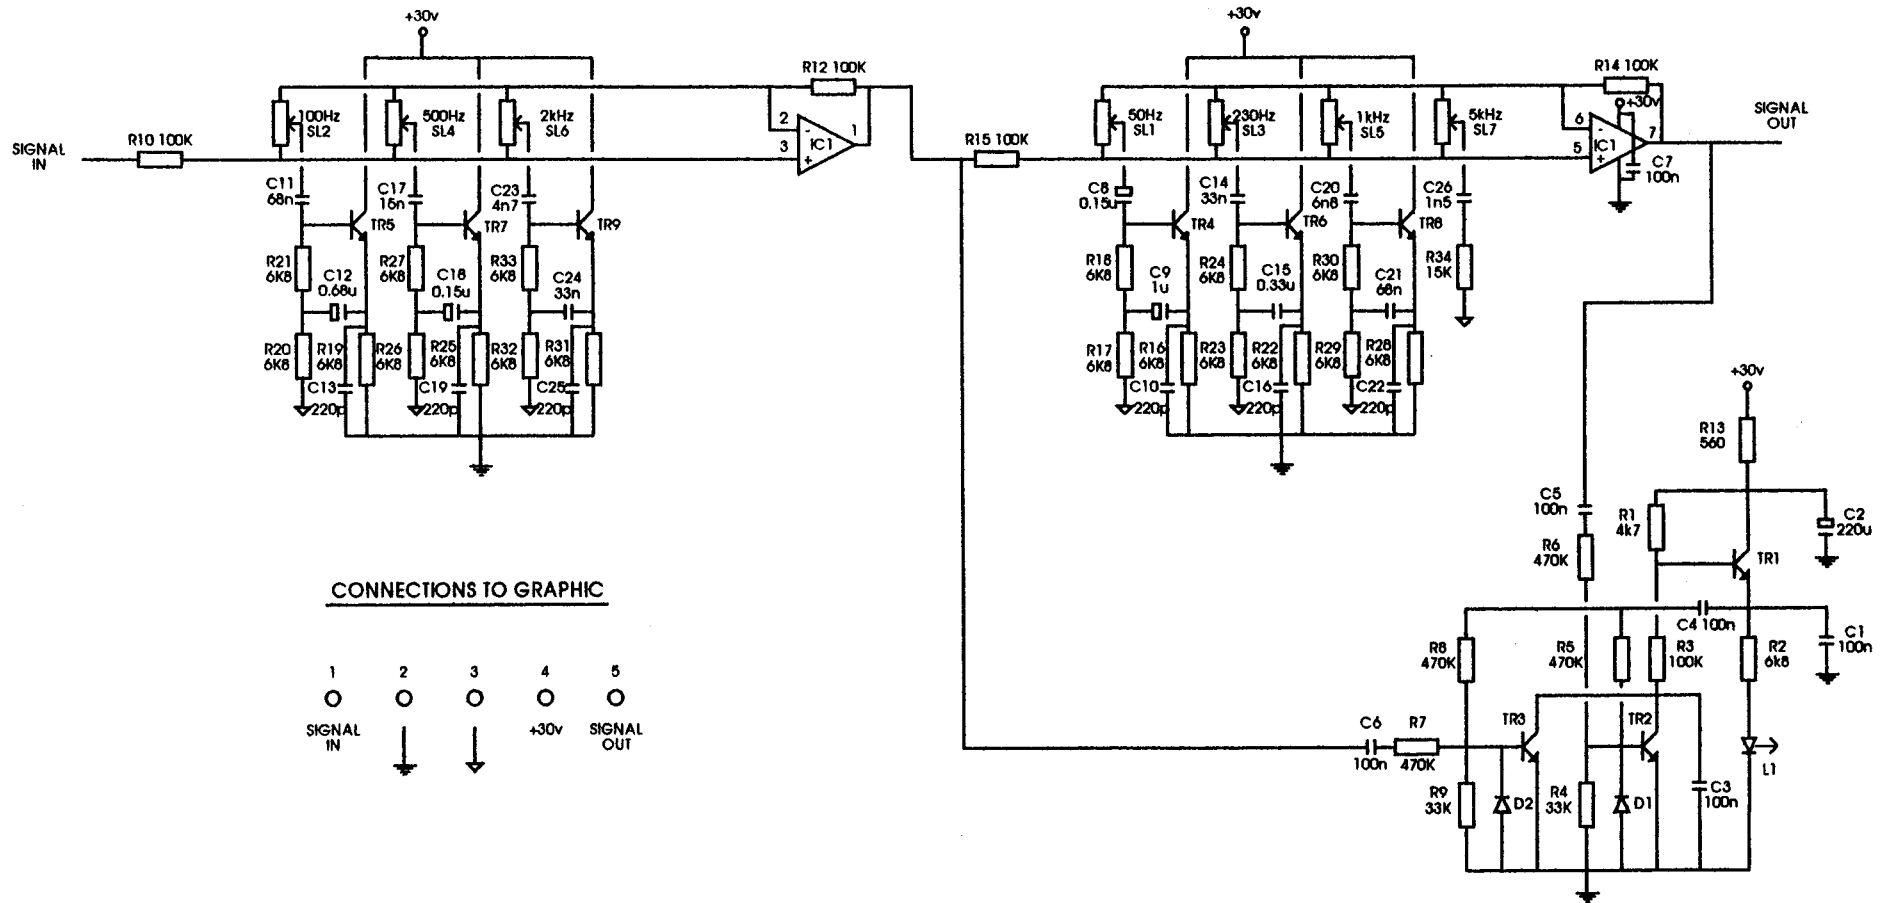 +30v
+30v
R12 100K
R14 100K
+30v
100Hz
SL2
500Hz
SL4
2kHz
SL6
50Hz
SL1
230Hz
SL3
1kHz
SL5
5kHz
SL7
SIGNAL
OUT
SIGNAL
IN
R10 100K
2
-
3
+
IC1
1
R15 100K
6
-
5
+
IC1
7
C7
100n
C11
68n
C17
15n
C23
4n7
C8
0.15u
C14
33n
C20
6n8
C26
1n5
TR5
TR7
TR9
TR4
TR6
TR8
R21
6K8
C12
0.68u
R27
6K8
C18
0.15u
R33
6K8
C24
33n
R18
6K8
C9
1u
R24
6K8
C15
0.33u
R30
6K8
C21
68n
R34
15K
R20
6K8
R19
6K8
R26
6K8
R25
6K8
R32
6K8
R31
6K8
R17
6K8
R16
6K8
R23
6K8
R22
6K8
R29
6K8
R28
6K8
C13
220p
C19
220p
C25
220p
C10
220p
C16
220p
C22
220p
+30v
R13
560
C5
100n
R1
4k7
C2
220u
R6
470K
TR1
CONNECTIONS TO GRAPHIC
C4 100n
C1
100n
R8
470K
R5
470K
R3
100K
R2
6k8
1
2
3
4
5
SIGNAL
IN
+30v
SIGNAL
OUT
C6
100n
R7
470K
TR3
TR2
L1
R9
33K
D2
R4
33K
D1
C3
100n